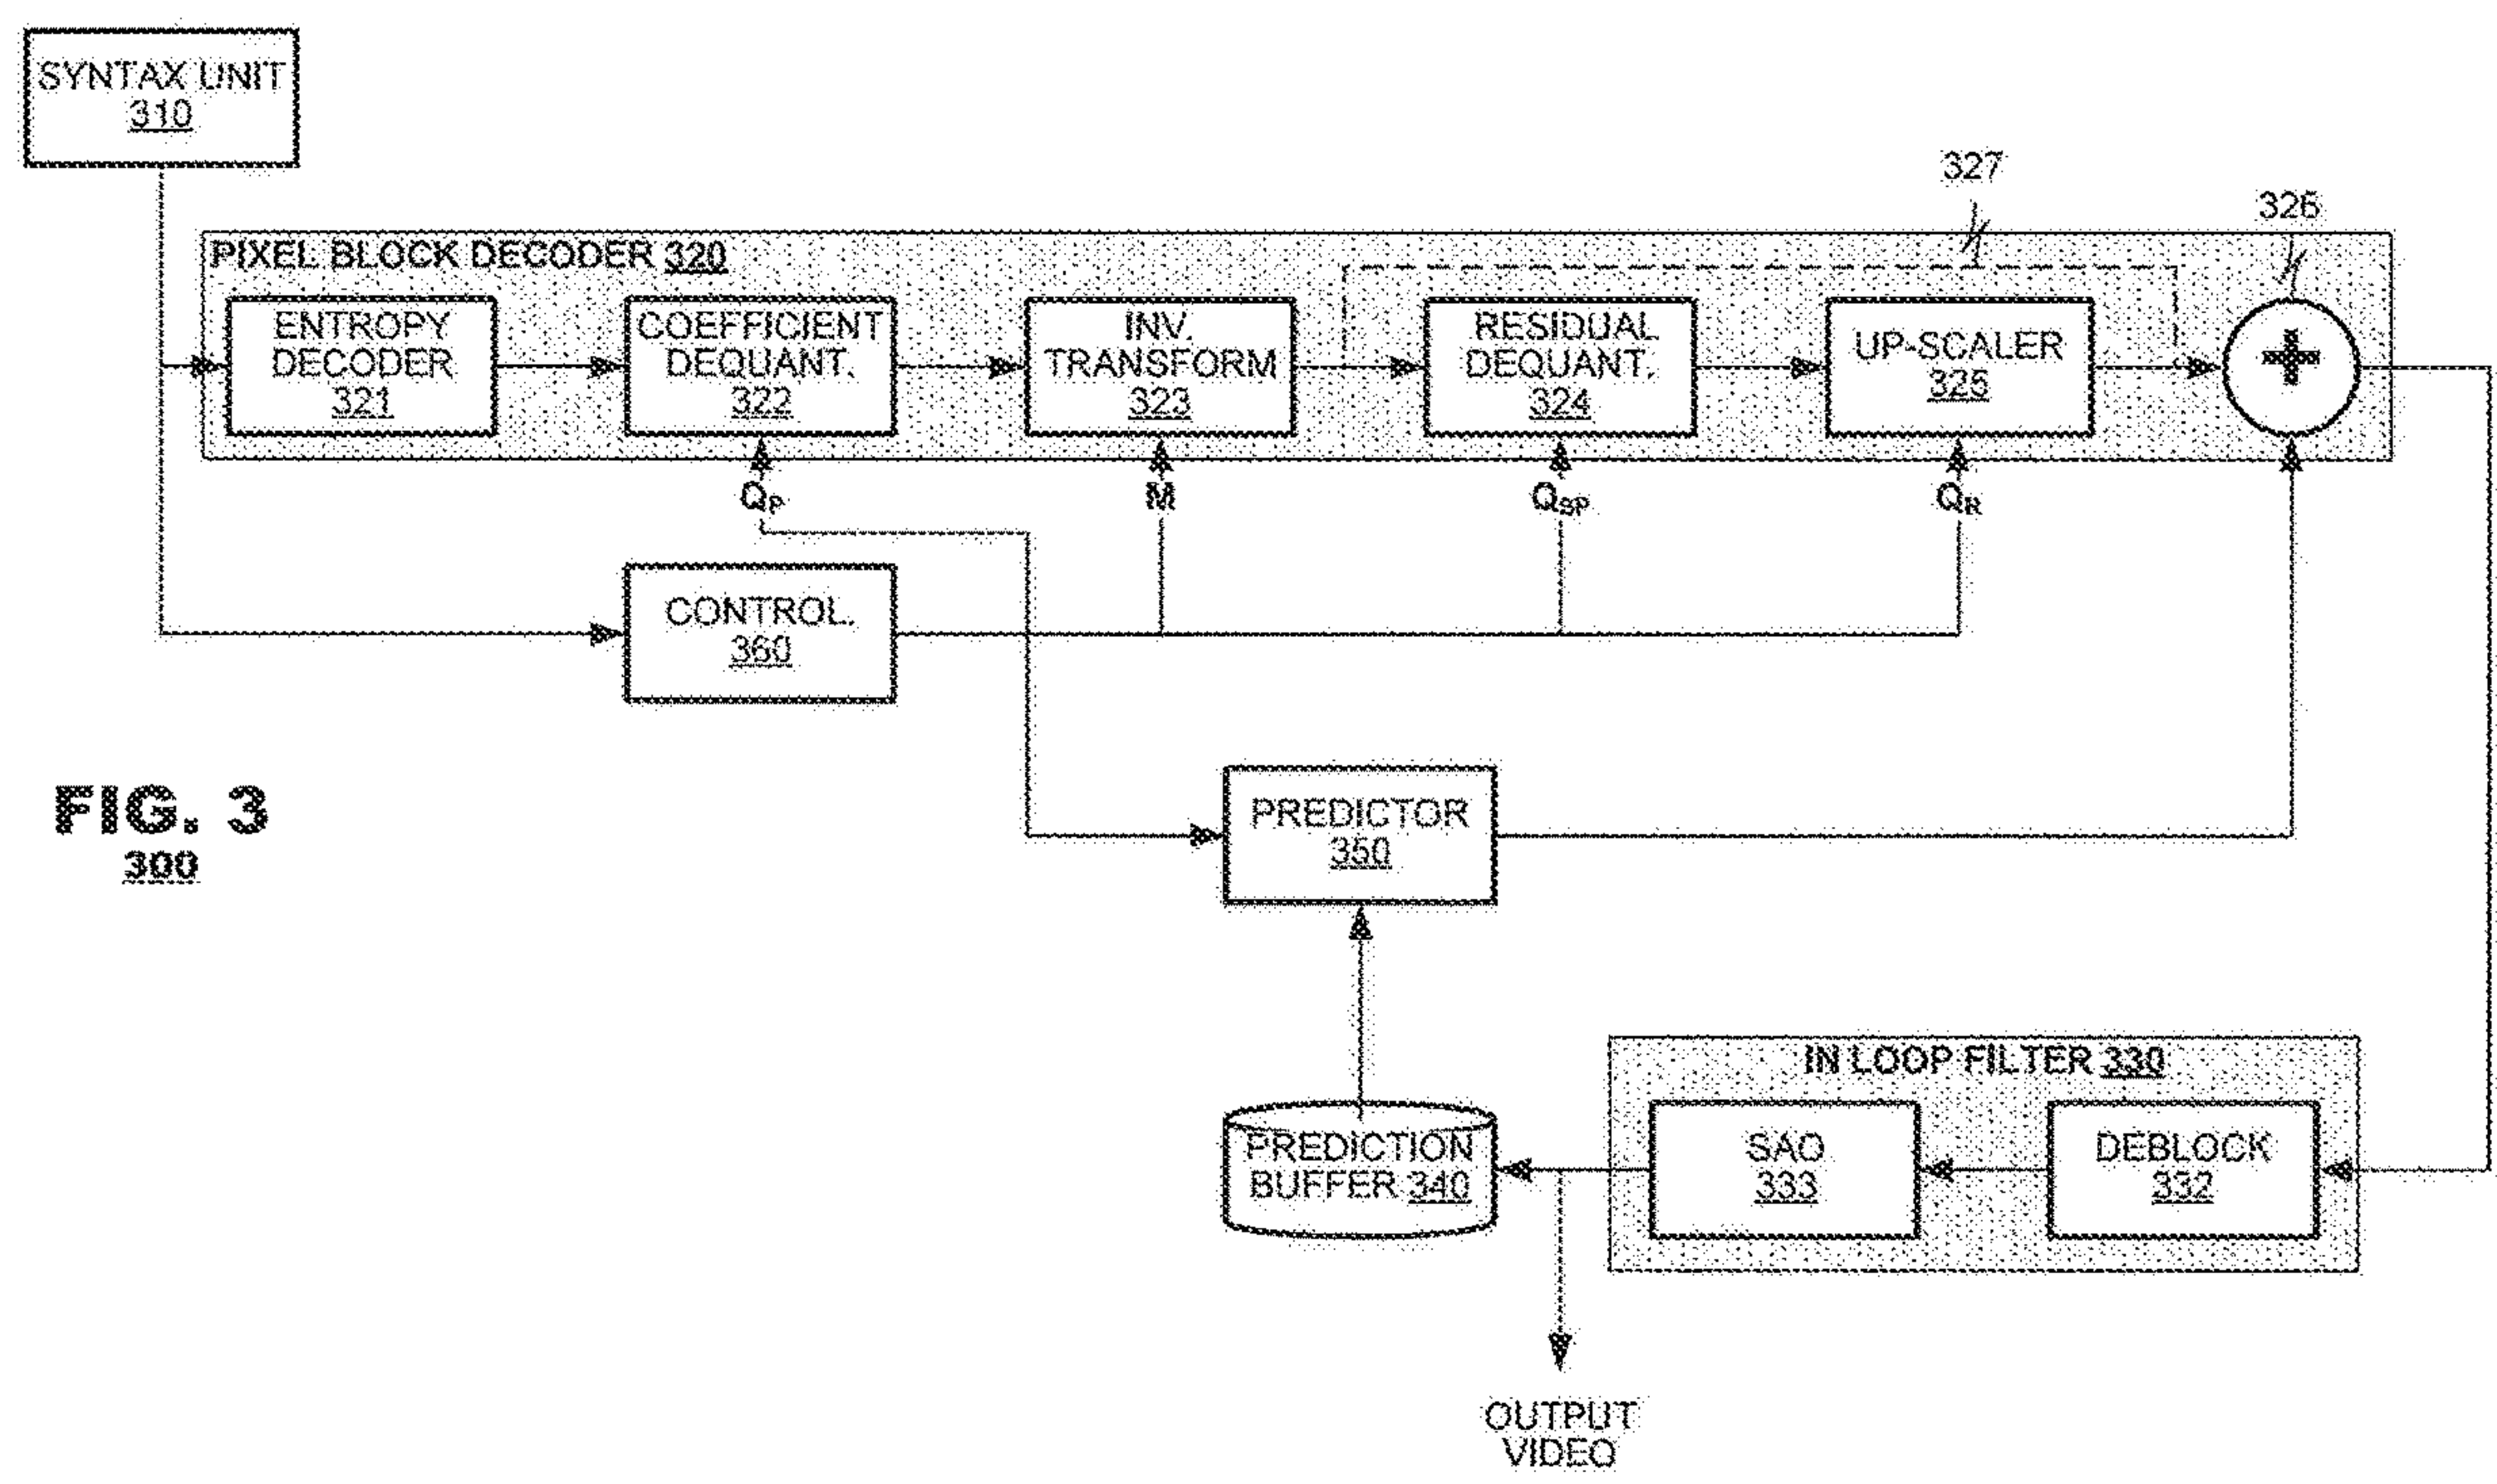 SYNTAX UNIT
310
327
326
PIXEL BLOCK DECODER 320
ENTROPY
DECODER
321
COEFFICIENT
DEQUANT.
322
INV.
TRANSFORM
323
RESIDUAL
DEQUANT.
324
UP-SCALER
325
+
QP
M
QSP
QR
CONTROL.
360
FIG. 3
300
PREDICTOR
350
IN LOOP FILTER 330
PREDICTION
BUFFER 340
SAO
333
DEBLOCK
332
OUTPUT
VIDEO